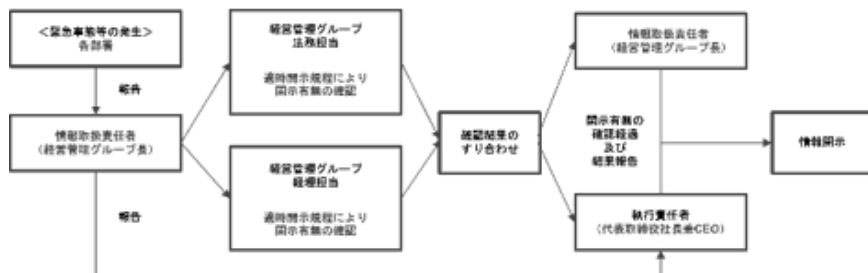 <緊急事態等の発生>
各部署
報告
情報取扱責任者
(経営管理グループ長)
報告
経営管理グループ
法務担当
適時開示規程により
開示有無の確認
経営管理グループ
経理担当
適時開示規程により
開示有無の確認
確認結果の
すり合わせ
情報取扱責任者
(経営管理グループ長)
開示有無の
確認経過
及び
結果報告
執行責任者
(代表取締役社長兼CEO)
情報開示